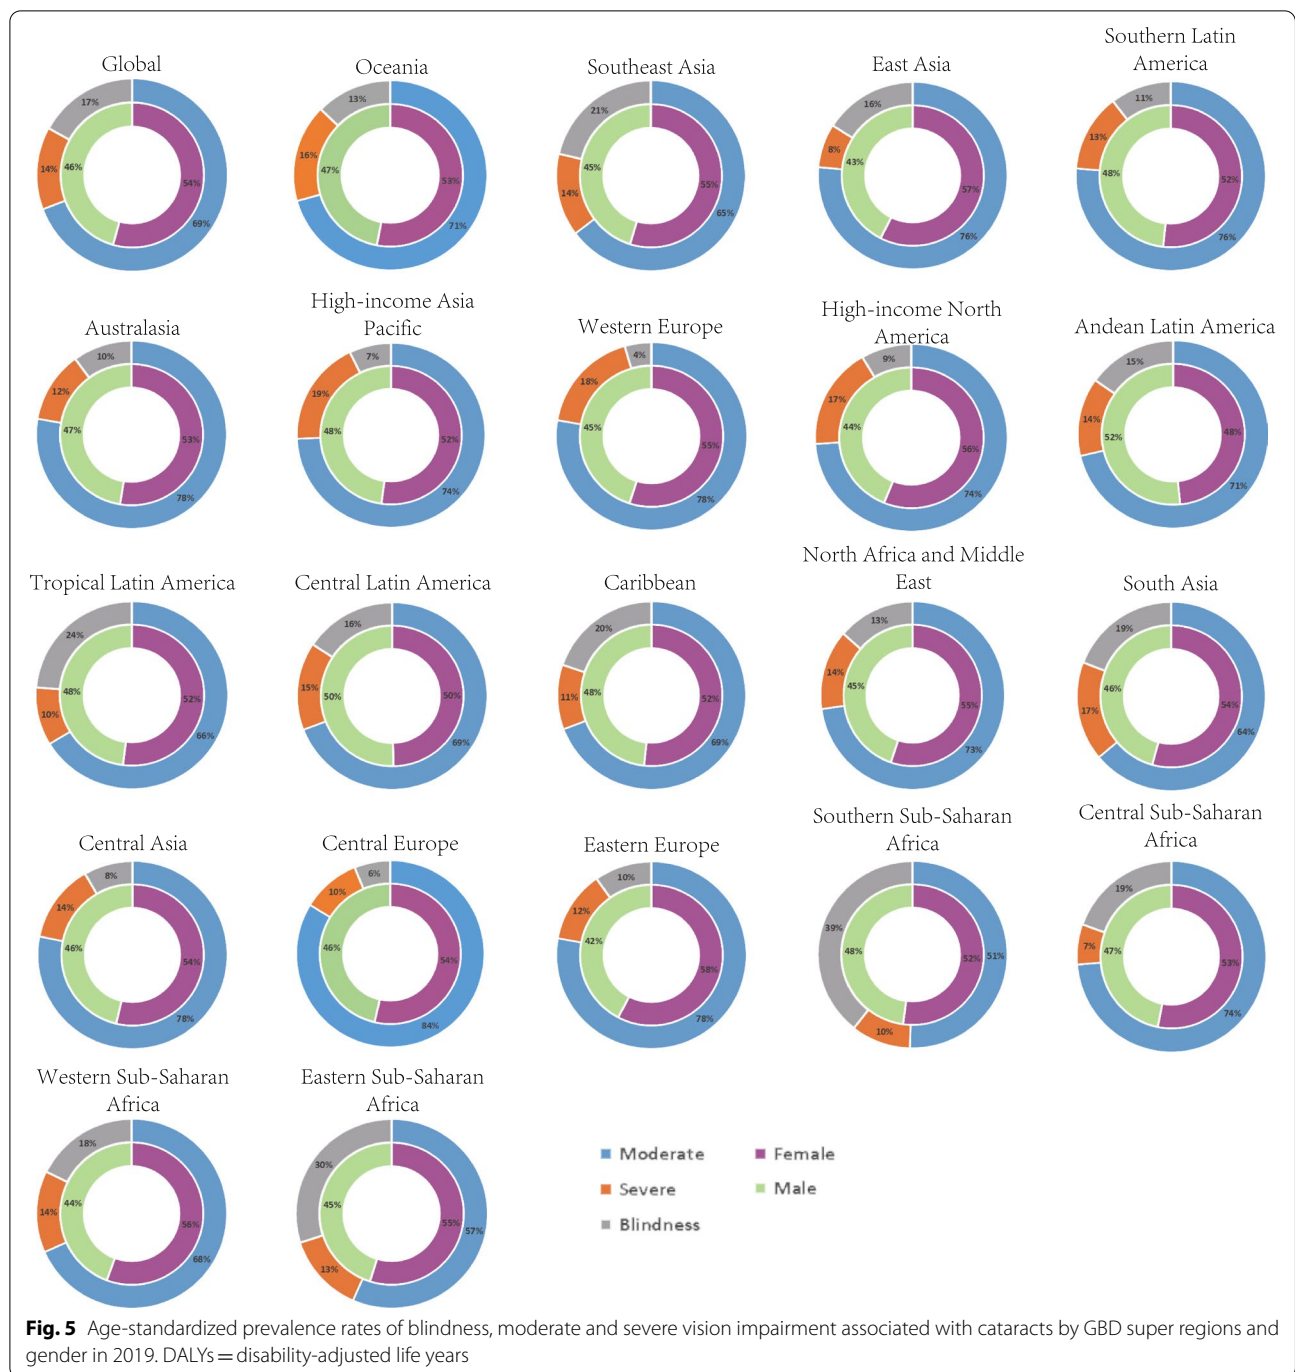 Global
17%
14%
46%
54%
69%
Oceania
13%
16%
47%
53%
71%
Southeast Asia
21%
14%
45%
55%
65%
East Asia
16%
8%
43%
57%
76%
Southern Latin
America
11%
13%
48%
52%
76%
Australasia
10%
12%
47%
53%
78%
High-income Asia
Pacific
7%
19%
48%
52%
74%
Western Europe
4%
18%
45%
55%
78%
High-income North
America
9%
17%
44%
56%
74%
Andean Latin America
15%
14%
52%
48%
71%
Tropical Latin America
24%
10%
48%
52%
66%
Central Latin America
16%
15%
50%
50%
69%
Caribbean
20%
11%
48%
52%
69%
North Africa and Middle
East
13%
14%
45%
55%
73%
South Asia
19%
17%
46%
54%
64%
Central Asia
8%
14%
46%
54%
78%
Central Europe
6%
10%
46%
54%
84%
Eastern Europe
10%
12%
42%
58%
78%
Southern Sub-Saharan
Africa
39%
10%
48%
52%
51%
Central Sub-Saharan
Africa
19%
7%
47%
53%
74%
Western Sub-Saharan
Africa
18%
14%
44%
56%
68%
Eastern Sub-Saharan
Africa
30%
13%
45%
55%
57%
Moderate
Female
Severe
Male
Blindness
Fig. 5 Age-standardized prevalence rates of blindness, moderate and severe vision impairment associated with cataracts by GBD super regions and
gender in 2019. DALYs = disability-adjusted life years